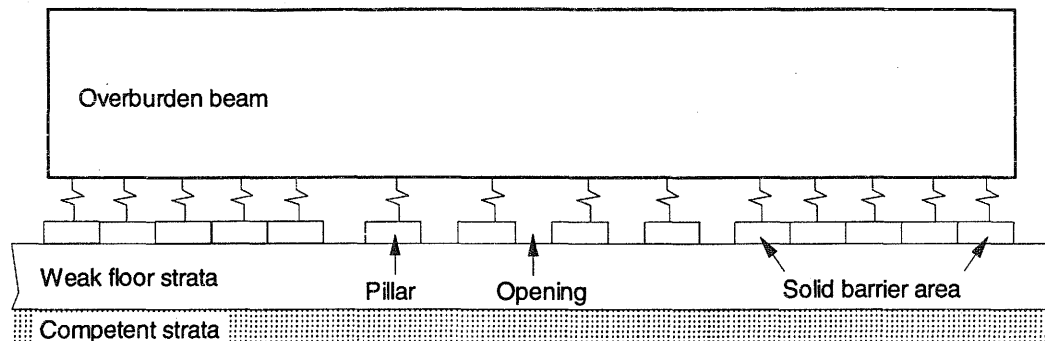 Overburden beam
Weak floor strata
Pillar
Opening
Solid barrier area
Competent strata